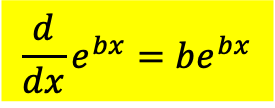 d/dx e^{bx} = be^{bx}